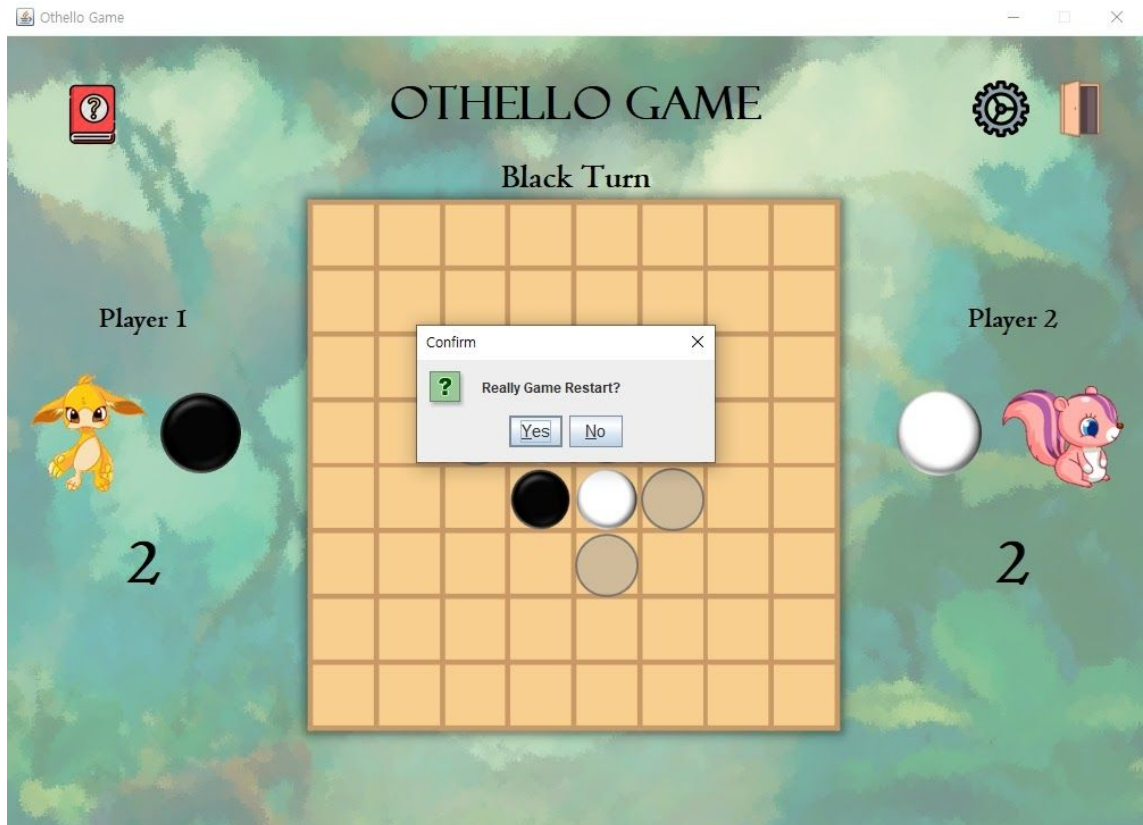 Othello Game
?
OTHELLO GAME
Black Turn
Player 1
Player 2
Confirm
?
Really Game Restart?
Yes
No
2
2